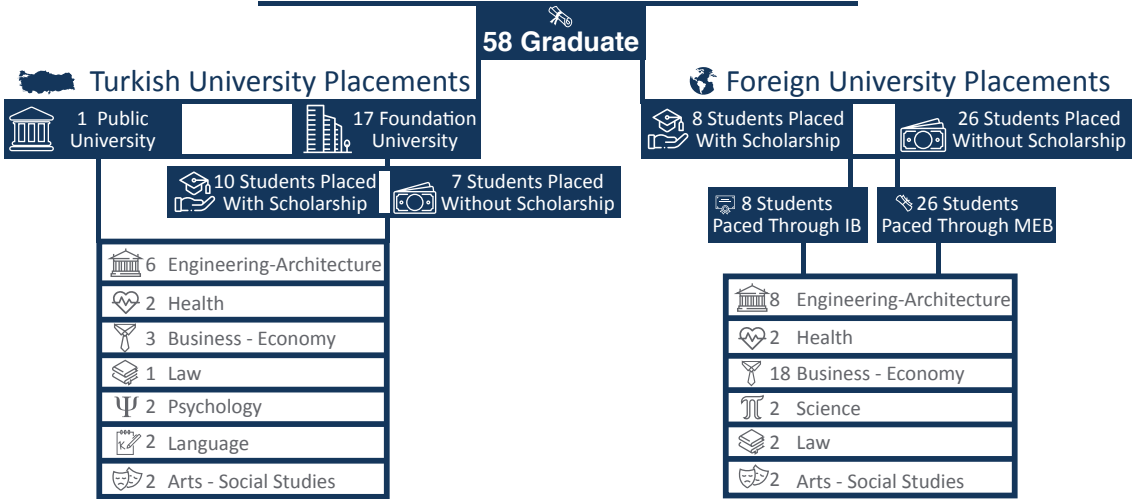 58 Graduate
Turkish University Placements
1 Public
University
17 Foundation
University
10 Students Placed
With Scholarship
7 Students Placed
Without Scholarship
6 Engineering-Architecture
2 Health
3 Business - Economy
1 Law
2 Psychology
2 Language
2 Arts - Social Studies
Foreign University Placements
8 Students Placed
With Scholarship
26 Students Placed
Without Scholarship
8 Students
Paced Through IB
26 Students
Paced Through MEB
8 Engineering-Architecture
2 Health
18 Business - Economy
2 Science
2 Law
2 Arts - Social Studies